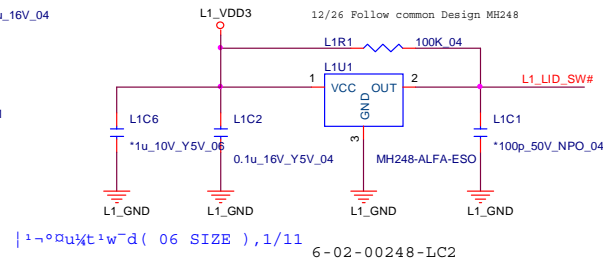 u_16V_04
L1_VDD3
12/26 Follow common Design MH248
L1R1
100K_04
L1U1
1
VCC
OUT
GND
2
3
L1_LID_SW#
L1C6
*1u_10V_Y5V_06
L1C2
0.1u_16V_Y5V_04
MH248-ALFA-ESO
L1C1
*100p_50V_NPO_04
L1_GND
L1_GND
L1_GND
L1_GND
( 06 SIZE ),1/11
6-02-00248-LC2